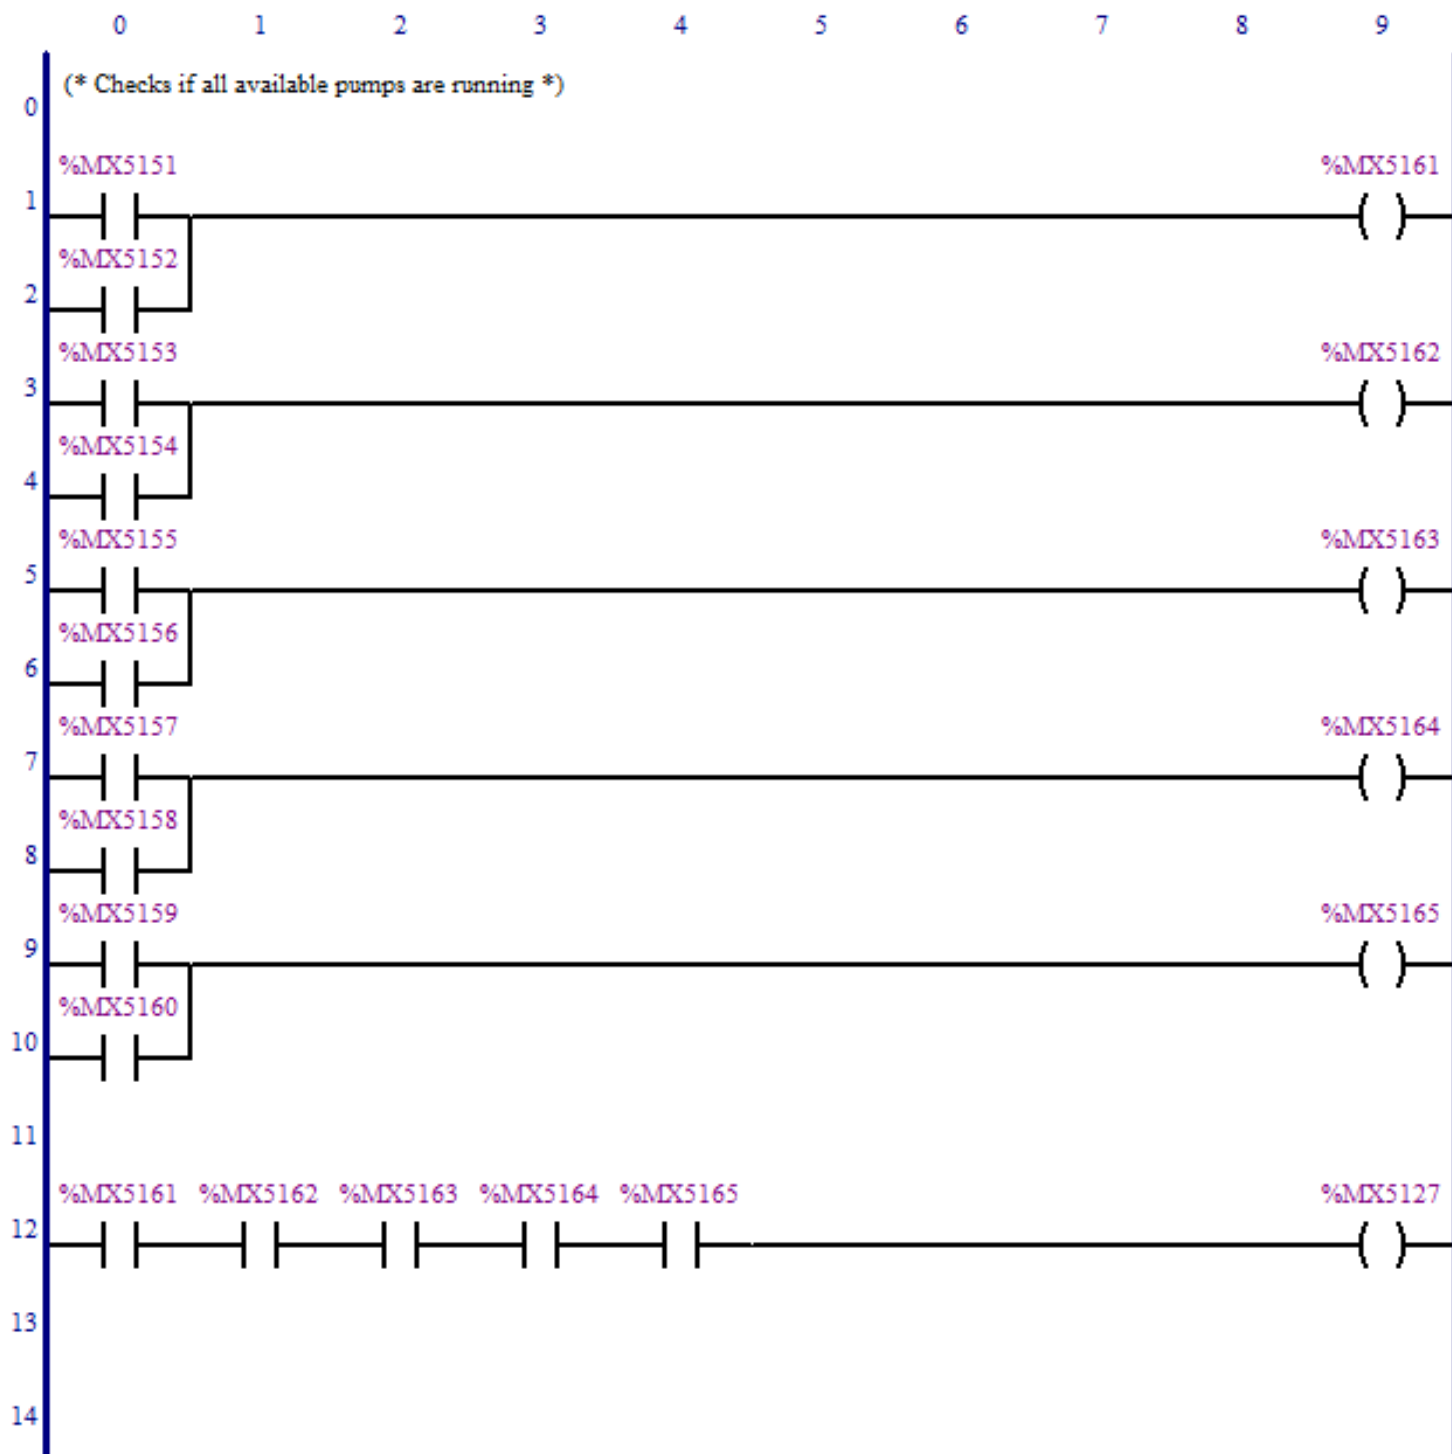 0 1 2 3 4 5 6 7 8 9
(* Checks if all available pumps are running *)
0
%MX5151 %MX5161
1
%MX5152
2
%MX5153 %MX5162
3
%MX5154
4
%MX5155 %MX5163
5
%MX5156
6
%MX5157 %MX5164
7
%MX5158
8
%MX5159 %MX5165
9
%MX5160
10
11
%MX5161 %MX5162 %MX5163 %MX5164 %MX5165 %MX5127
12
13
14